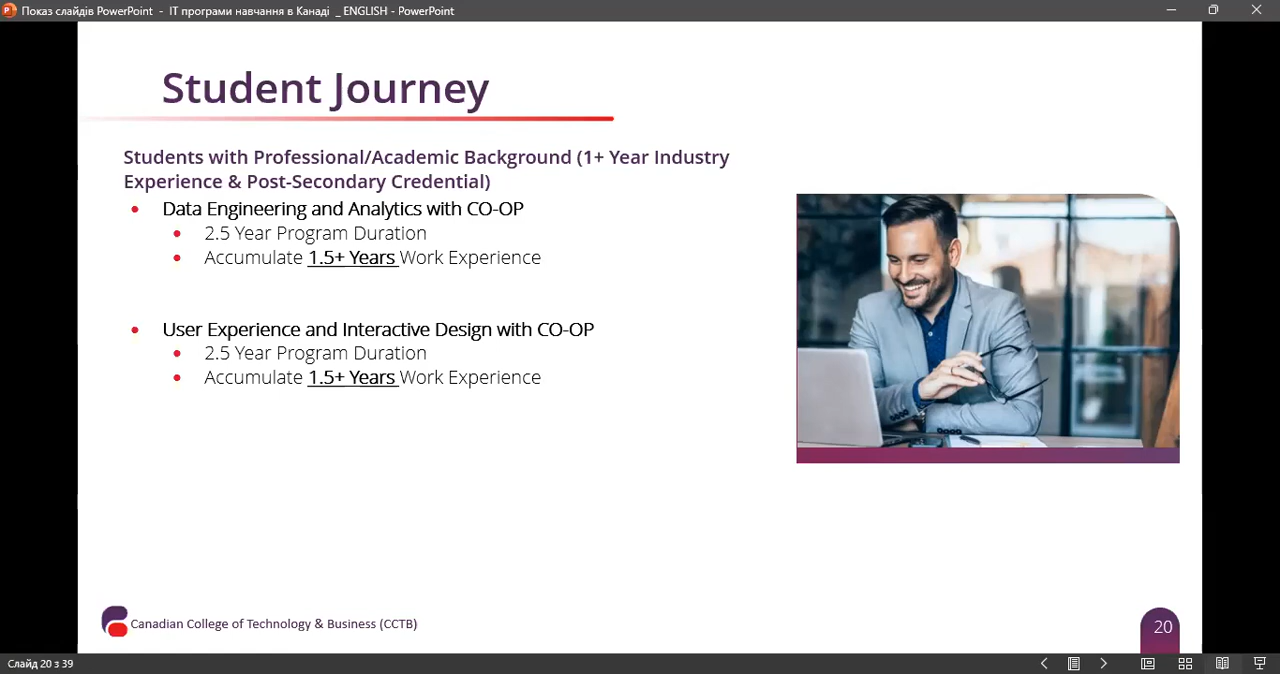 Показ слайдів PowerPoint - IT програми навчання в Канаді _ ENGLISH - PowerPoint
Student Journey
Students with Professional/Academic Background (1+ Year Industry
Experience & Post-Secondary Credential)
Data Engineering and Analytics with CO-OP
2.5 Year Program Duration
Accumulate 1.5+ Years Work Experience
User Experience and Interactive Design with CO-OP
2.5 Year Program Duration
Accumulate 1.5+ Years Work Experience
Canadian College of Technology & Business (CCTB)
20
Слайд 20 з 39